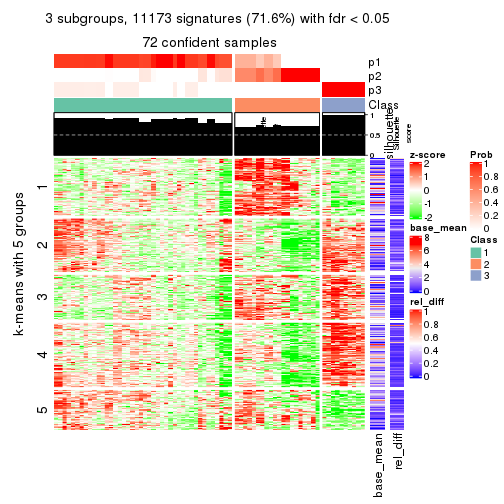 3 subgroups, 11173 signatures (71.6%) with fdr < 0.05
72 confident samples
p1
p2
p3
Class
1
0.5
0
silhouette
Silhouette
score
k-means with 5 groups
1
2
3
4
5
base_mean
rel_diff
z-score
2
1
0
-1
-2
base_mean
8
6
4
2
0
rel_diff
1
0.8
0.6
0.4
0.2
0
Prob
1
0.8
0.6
0.4
0.2
0
Class
1
2
3